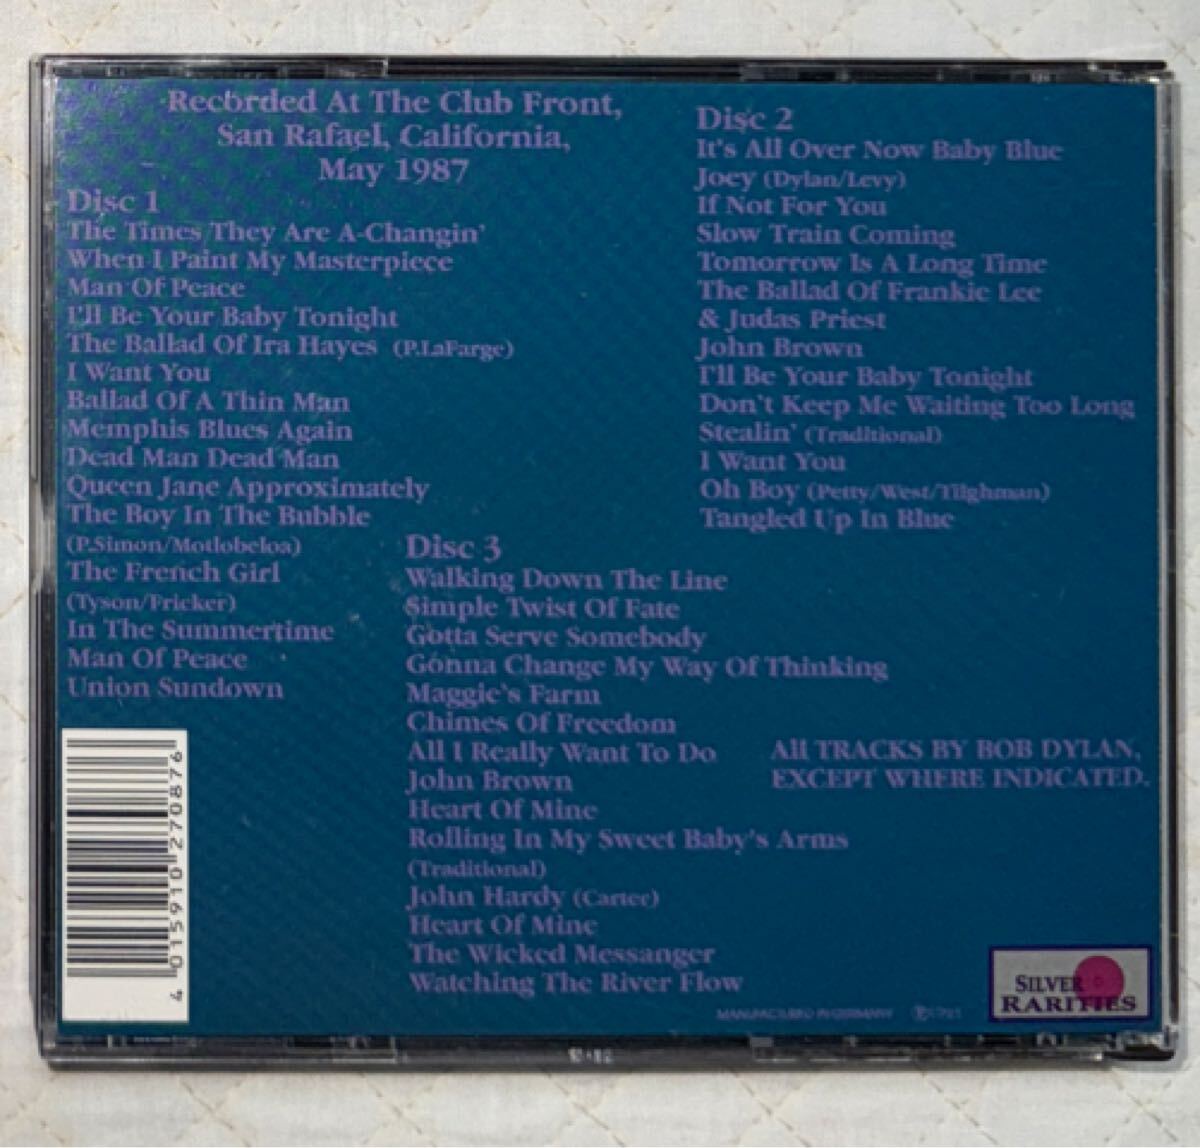 Recorded At The Club Front,
San Rafael, California,
May 1987
Disc 1
The Times They Are A-Changin'
When I Paint My Masterpiece
Man Of Peace
I'll Be Your Baby Tonight
The Ballad Of Ira Hayes (P.LaFarge)
I Want You
Ballad Of A Thin Man
Memphis Blues Again
Dead Man Dead Man
Queen Jane Approximately
The Boy In The Bubble
(P.Simon/Motlobeloa)
The French Girl
(Tyson/Fricker)
In The Summertime
Man Of Peace
Union Sundown
Disc 2
It's All Over Now Baby Blue
Joey (Dylan/Levy)
If Not For You
Slow Train Coming
Tomorrow Is A Long Time
The Ballad Of Frankie Lee
& Judas Priest
John Brown
I'll Be Your Baby Tonight
Don't Keep Me Waiting Too Long
Stealin' (Traditional)
I Want You
Oh Boy (Petty/West/Tilghman)
Tangled Up In Blue
Disc 3
Walking Down The Line
Simple Twist Of Fate
Gotta Serve Somebody
Gonna Change My Way Of Thinking
Maggie's Farm
Chimes Of Freedom
All I Really Want To Do
John Brown
Heart Of Mine
Rolling In My Sweet Baby's Arms
(Traditional)
John Hardy (Carter)
Heart Of Mine
The Wicked Messanger
Watching The River Flow
All TRACKS BY BOB DYLAN,
EXCEPT WHERE INDICATED.
4 015910 270876
MANUFACTURED IN GERMANY
SILVER
RARITIES